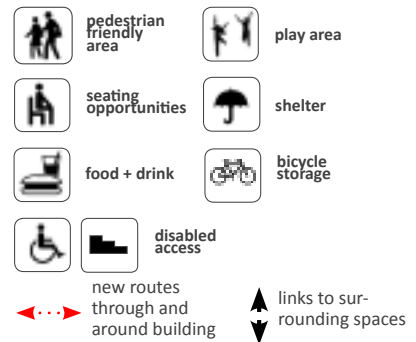 pedestrian
friendly
area
play area
seating
opportunities
shelter
food + drink
bicycle
storage
disabled
access
new routes
through and
around building
links to sur-
rounding spaces